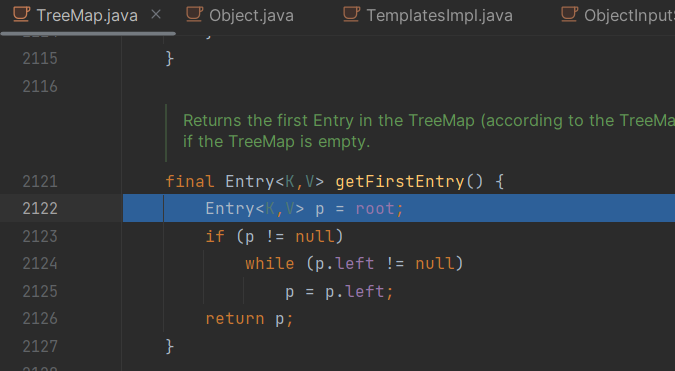 TreeMap.java × Object.java TemplatesImpl.java ObjectInput
2115 }
2116
Returns the first Entry in the TreeMap (according to the TreeMa
if the TreeMap is empty.
2121 final Entry<K,V> getFirstEntry() {
2122 Entry<K,V> p = root;
2123 if (p != null)
2124 while (p.left != null)
2125 p = p.left;
2126 return p;
2127 }